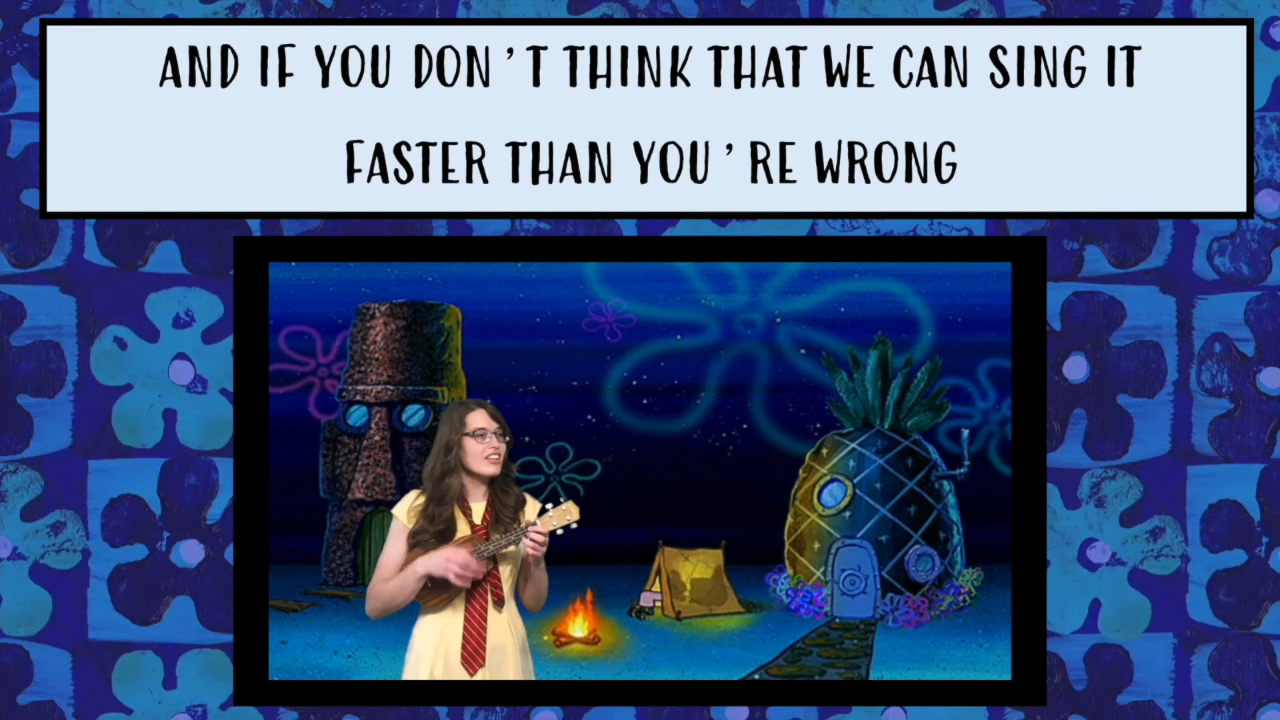 AND IF YOU DON'T THINK THAT WE CAN SING IT
FASTER THAN YOU'RE WRONG